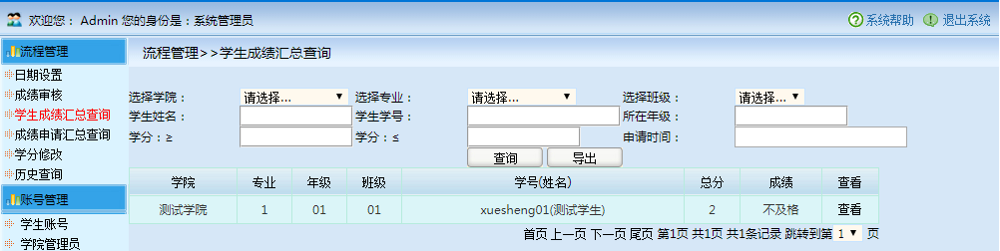 欢迎您： Admin 您的身份是：系统管理员 系统帮助 退出系统
流程管理
日期设置
成绩审核
学生成绩汇总查询
成绩申请汇总查询
学分修改
历史查询
账号管理
学生账号
学院管理员
流程管理>>学生成绩汇总查询
选择学院： 请选择... 选择专业： 请选择... 选择班级： 请选择...
学生姓名： 学生学号： 所在年级：
学分：≥ 学分：≤ 申请时间：
查询 导出
学院 专业 年级 班级 学号(姓名) 总分 成绩 查看
测试学院 1 01 01 xuesheng01(测试学生) 2 不及格 查看
首页 上一页 下一页 尾页 第1页 共1页 共1条记录 跳转到第 1 页